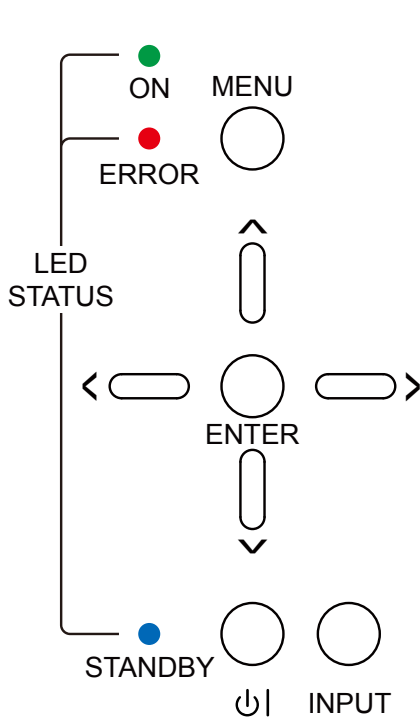 ON
MENU
ERROR
LED
STATUS
ENTER
STANDBY
INPUT